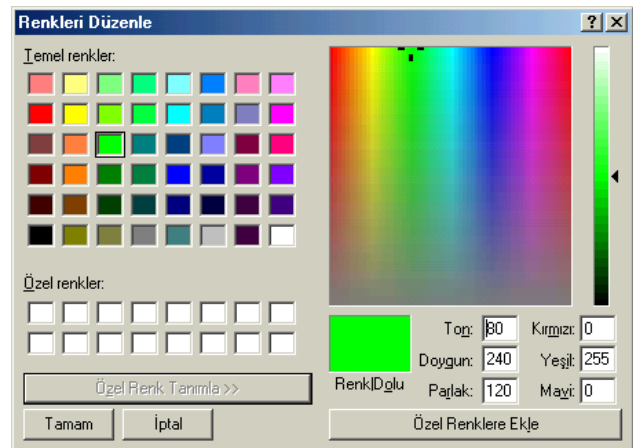 Renkleri Düzenle
Temel renkler:
Özel renkler:
Özel Renk Tanımla >>
Tamam
İptal
Renk|Dolu
Ton: 80
Kırmızı: 0
Doygun: 240
Yeşil: 255
Parlak: 120
Mavi: 0
Özel Renklere Ekle